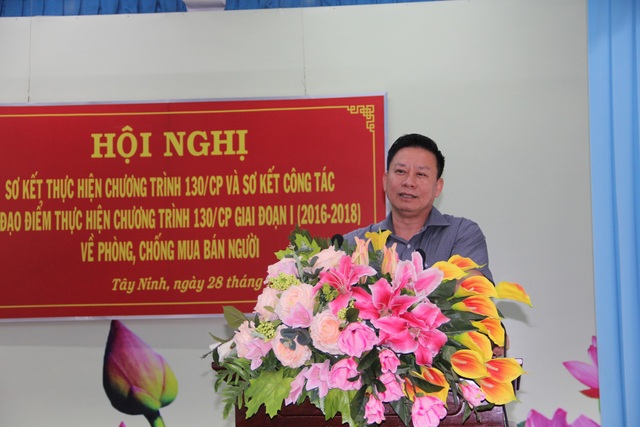 HỘI NGHỊ
SƠ KẾT THỰC HIỆN CHƯƠNG TRÌNH 130/CP VÀ SƠ KẾT CÔNG TÁC
ĐẠO ĐIỂM THỰC HIỆN CHƯƠNG TRÌNH 130/CP GIAI ĐOẠN I (2016-2018)
VỀ PHÒNG, CHỐNG MUA BÁN NGƯỜI
Tây Ninh, ngày 28 tháng